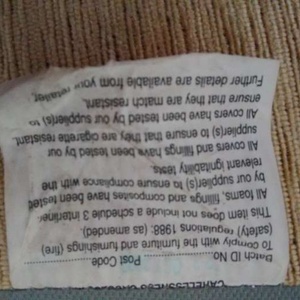 CARELESSNESS CAUSES
Batch ID No.................... Post Code..............
To comply with the furniture and furnishings (fire)
(safety) regulations 1988, (as amended).
This item does not include a schedule 3 interliner.
All foams, fillings and composites have been tested
by our supplier(s) to ensure compliance with the
relevant ignitability tests.
All covers and fillings have been tested by our
supplier(s) to ensure that they are cigarette resistant
All covers have been tested by our supplier(s) to
ensure that they are match resistant.
Further details are available from your retailer.